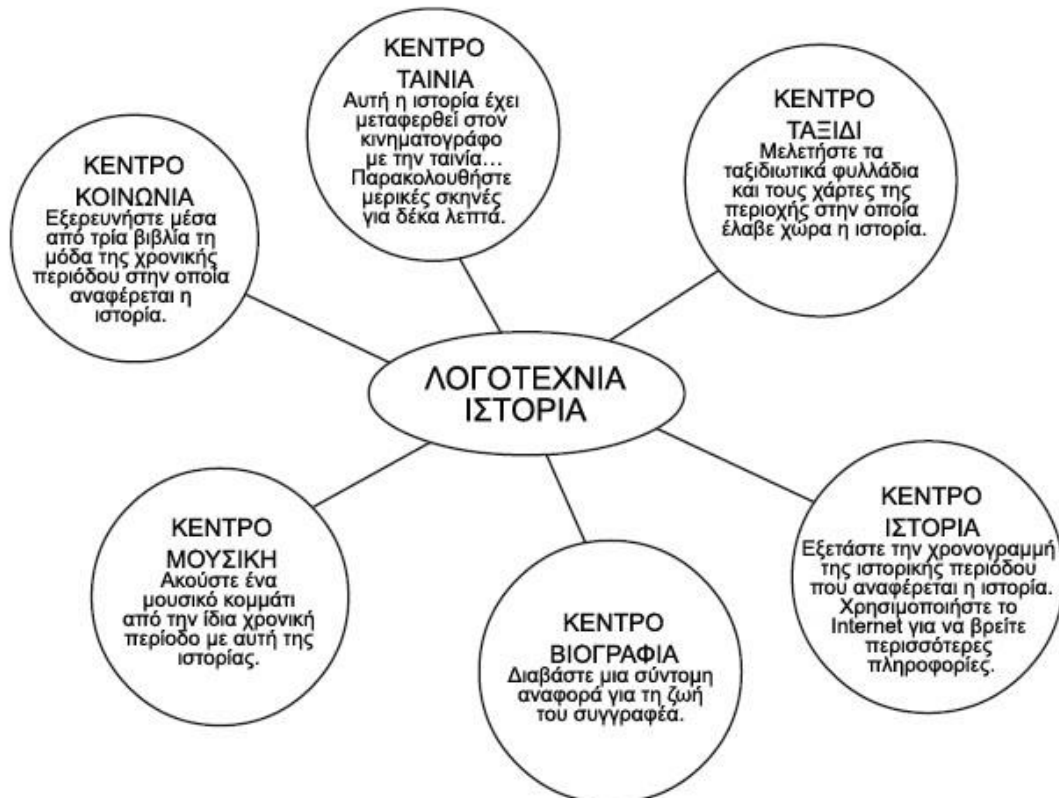 ΚΕΝΤΡΟ
ΤΑΙΝΙΑ
Αυτή η ιστορία έχει
μεταφερθεί στον
κινηματογράφο
με την ταινία…
Παρακολουθήστε
μερικές σκηνές
για δέκα λεπτά.
ΚΕΝΤΡΟ
ΤΑΞΙΔΙ
Μελετήστε τα
ταξιδιωτικά φυλλάδια
και τους χάρτες της
περιοχής στην οποία
έλαβε χώρα η ιστορία.
ΚΕΝΤΡΟ
ΚΟΙΝΩΝΙΑ
Εξερευνήστε μέσα
από τρία βιβλία τη
μόδα της χρονικής
περιόδου στην οποία
αναφέρεται η
ιστορία.
ΛΟΓΟΤΕΧΝΙΑ
ΙΣΤΟΡΙΑ
ΚΕΝΤΡΟ
ΜΟΥΣΙΚΗ
Ακούστε ένα
μουσικό κομμάτι
από την ίδια χρονική
περίοδο με αυτή της
ιστορίας.
ΚΕΝΤΡΟ
ΒΙΟΓΡΑΦΙΑ
Διαβάστε μια σύντομη
αναφορά για τη ζωή
του συγγραφέα.
ΚΕΝΤΡΟ
ΙΣΤΟΡΙΑ
Εξετάστε την χρονογραμμή
της ιστορικής περιόδου
που αναφέρεται η ιστορία.
Χρησιμοποιήστε το
Internet για να βρείτε
περισσότερες
πληροφορίες.